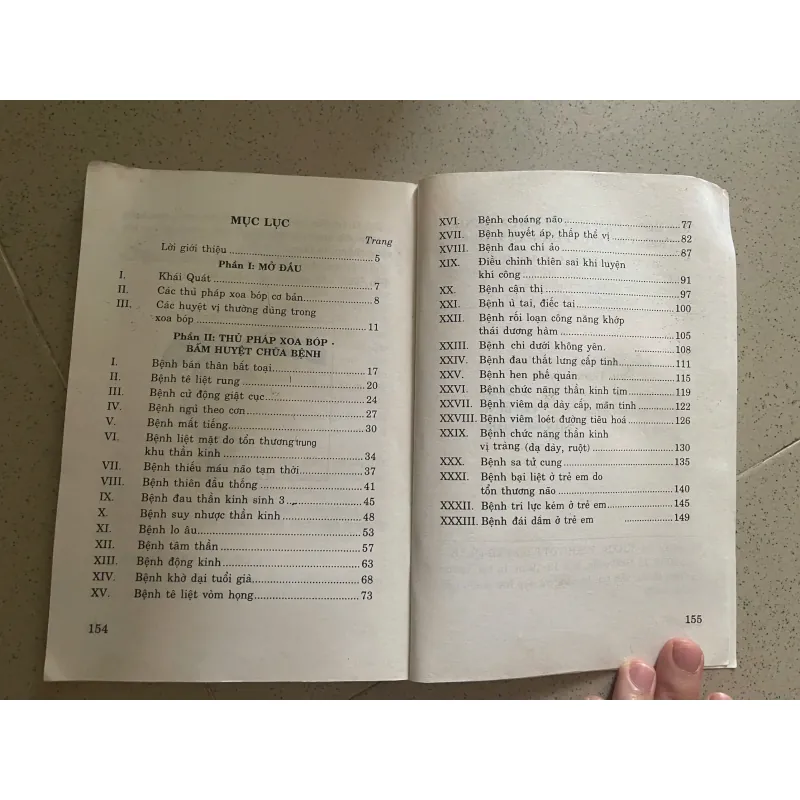 MỤC LỤC
Trang
Lời giới thiệu ..... 5
Phần I: MỞ ĐẦU
I. Khái Quát ..... 7
II. Các thủ pháp xoa bóp cơ bản ..... 8
III. Các huyệt vị thường dùng trong
xoa bóp ..... 11
Phần II: THỦ PHÁP XOA BÓP -
BẤM HUYỆT CHỮA BỆNH
I. Bệnh bán thân bất toại ..... 17
II. Bệnh tê liệt rung ..... 20
III. Bệnh cử động giật cục ..... 24
IV. Bệnh ngủ theo cơn ..... 27
V. Bệnh mất tiếng ..... 30
VI. Bệnh liệt mặt do tổn thương trung
khu thần kinh ..... 34
VII. Bệnh thiếu máu não tạm thời ..... 37
VIII. Bệnh thiên đầu thống ..... 41
IX. Bệnh đau thần kinh sinh 3 ..... 45
X. Bệnh suy nhược thần kinh ..... 48
XI. Bệnh lo âu ..... 53
XII. Bệnh tâm thần ..... 57
XIII. Bệnh động kinh ..... 63
XIV. Bệnh khờ dại tuổi già ..... 68
XV. Bệnh tê liệt vòm họng ..... 73
154
XVI. Bệnh choáng não ..... 77
XVII. Bệnh huyết áp, thấp thể vị ..... 82
XVIII. Bệnh đau chi ảo ..... 87
XIX. Điều chỉnh thiên sai khi luyện
khí công ..... 91
XX. Bệnh cận thị ..... 97
XXI. Bệnh ù tai, điếc tai ..... 100
XXII. Bệnh rối loạn công năng khớp
thái dương hàm ..... 105
XXIII. Bệnh chi dưới không yên. ..... 108
XXIV. Bệnh đau thắt lưng cấp tính ..... 111
XXV. Bệnh hen phế quản ..... 115
XXVI. Bệnh chức năng thần kinh tim ..... 119
XXVII. Bệnh viêm dạ dày cấp, mãn tính ..... 122
XXVIII. Bệnh viêm loét đường tiêu hoá ..... 126
XXIX. Bệnh chức năng thần kinh
vị tràng (dạ dày, ruột) ..... 130
XXX. Bệnh sa tử cung ..... 135
XXXI. Bệnh bại liệt ở trẻ em do
tổn thương não ..... 140
XXXII. Bệnh trí lực kém ở trẻ em ..... 145
XXXIII. Bệnh đái dầm ở trẻ em ..... 149
155